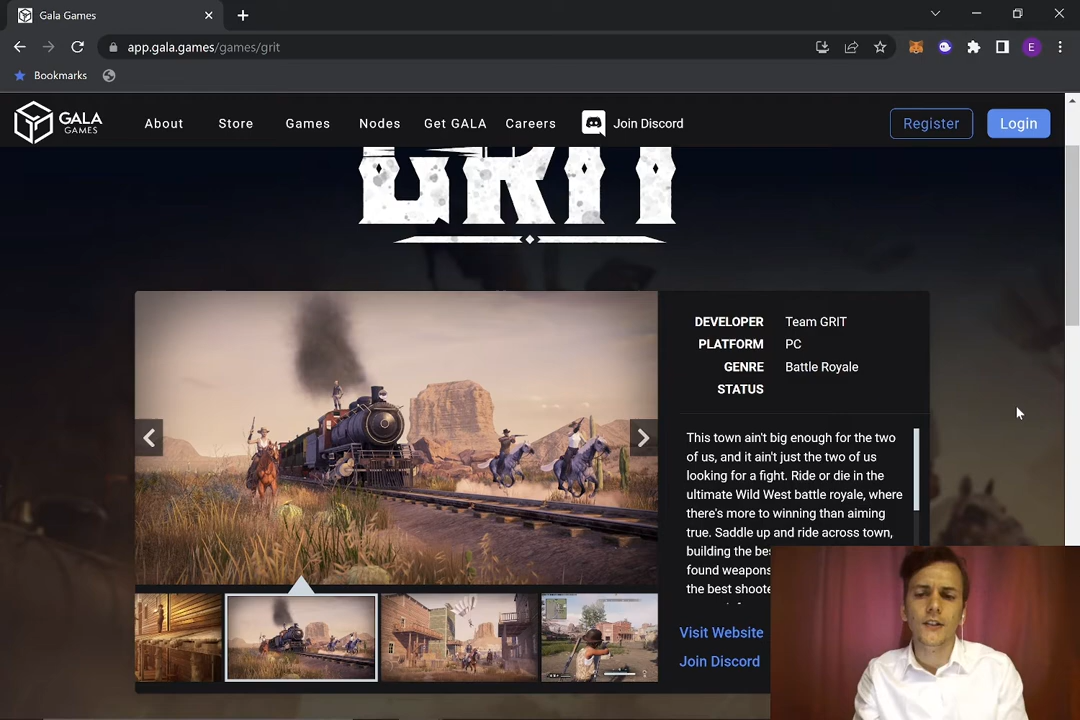 Gala Games
app.gala.games/games/grit
E
Bookmarks
GALA
GAMES
About
Store
Games
Nodes
Get GALA
Careers
Join Discord
Register
Login
GRIT
DEVELOPER Team GRIT
PLATFORM PC
GENRE Battle Royale
STATUS
This town ain't big enough for the two
of us, and it ain't just the two of us
looking for a fight. Ride or die in the
ultimate Wild West battle royale, where
there's more to winning than aiming
true. Saddle up and ride across town,
building the bes
found weapons
the best shoote
Visit Website
Join Discord